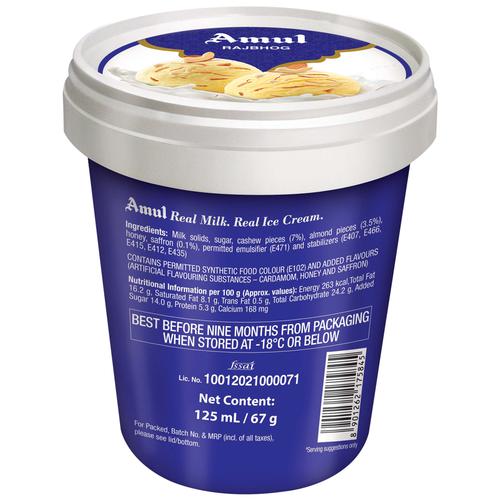 Amul
RAJBHOG
Amul Real Milk. Real Ice Cream.
Ingredients: Milk solids, sugar, cashew pieces (7%), almond pieces (3.5%),
honey, saffron (0.1%), permitted emulsifier (E471) and stabilizers (E407, E466,
E415, E412, E435)
CONTAINS PERMITTED SYNTHETIC FOOD COLOUR (E102) AND ADDED FLAVOURS
(ARTIFICIAL FLAVOURING SUBSTANCES – CARDAMOM, HONEY AND SAFFRON)
Nutritional Information per 100 g (Approx. values): Energy 263 kcal, Total Fat
16.2 g, Saturated Fat 8.1 g, Trans Fat 0.5 g, Total Carbohydrate 24.2 g, Added
Sugar 14.0 g, Protein 5.3 g, Calcium 168 mg
BEST BEFORE NINE MONTHS FROM PACKAGING
WHEN STORED AT -18°C OR BELOW
fssai
Lic. No. 10012021000071
Net Content:
125 mL / 67 g
8 901262 175845
For Packed, Batch No. & MRP (incl. of all taxes),
please see lid/bottom.
*Serving suggestions only